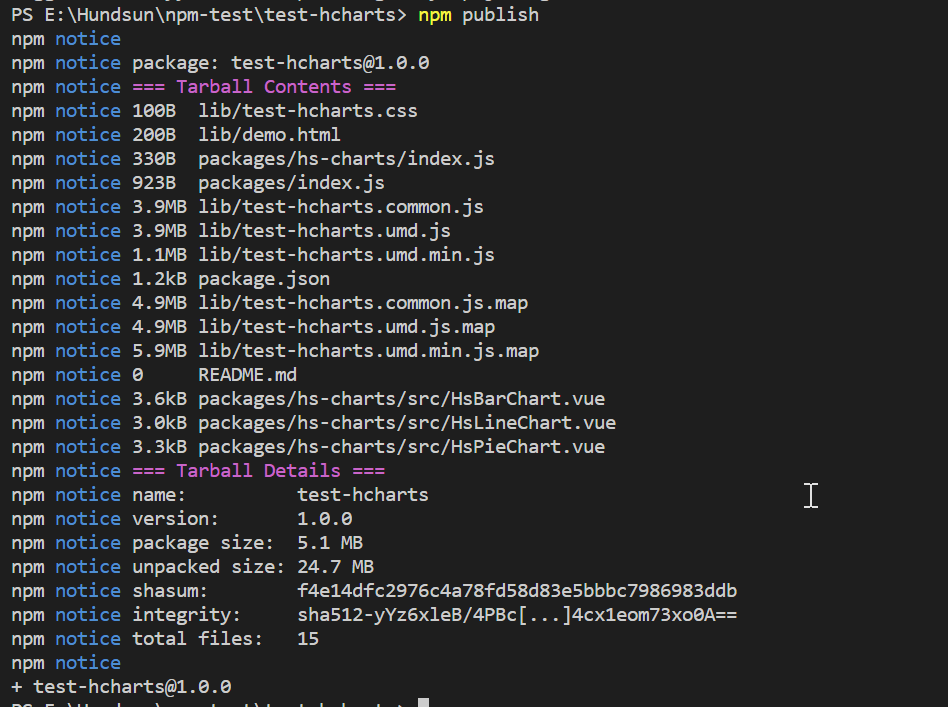 PS E:\Hundsun\npm-test\test-hcharts> npm publish
npm notice
npm notice package: test-hcharts@1.0.0
npm notice === Tarball Contents ===
npm notice 100B  lib/test-hcharts.css
npm notice 200B  lib/demo.html
npm notice 330B  packages/hs-charts/index.js
npm notice 923B  packages/index.js
npm notice 3.9MB lib/test-hcharts.common.js
npm notice 3.9MB lib/test-hcharts.umd.js
npm notice 1.1MB lib/test-hcharts.umd.min.js
npm notice 1.2kB package.json
npm notice 4.9MB lib/test-hcharts.common.js.map
npm notice 4.9MB lib/test-hcharts.umd.js.map
npm notice 5.9MB lib/test-hcharts.umd.min.js.map
npm notice 0     README.md
npm notice 3.6kB packages/hs-charts/src/HsBarChart.vue
npm notice 3.0kB packages/hs-charts/src/HsLineChart.vue
npm notice 3.3kB packages/hs-charts/src/HsPieChart.vue
npm notice === Tarball Details ===
npm notice name:          test-hcharts
npm notice version:       1.0.0
npm notice package size:  5.1 MB
npm notice unpacked size: 24.7 MB
npm notice shasum:        f4e14dfc2976c4a78fd58d83e5bbbc7986983ddb
npm notice integrity:     sha512-yYz6xleB/4PBc[...]4cx1eom73xo0A==
npm notice total files:   15
npm notice
+ test-hcharts@1.0.0
PS E:\Hundsun\npm-test\test-hcharts>